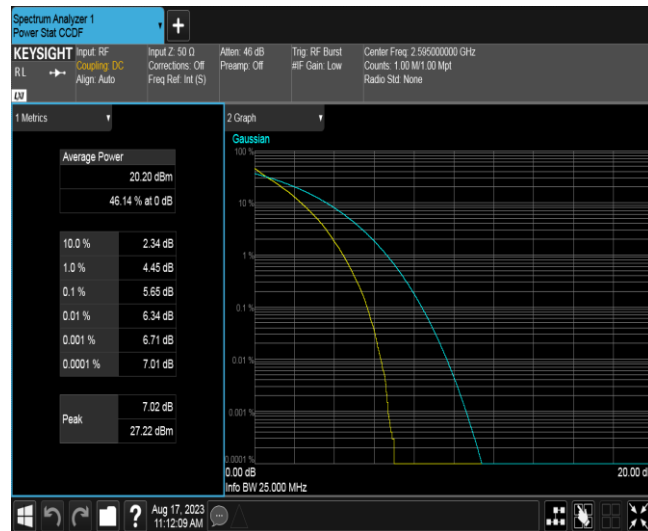 Spectrum Analyzer 1
Power Stat CCDF
+
KEYSIGHT
RL
LXI
Input: RF
Coupling: DC
Align: Auto
Input Z: 50 Ω
Corrections: Off
Freq Ref: Int (S)
Atten: 46 dB
Preamp: Off
Trig: RF Burst
#IF Gain: Low
Center Freq: 2.595000000 GHz
Counts: 1.00 M/1.00 Mpt
Radio Std: None
1 Metrics
Average Power
20.20 dBm
46.14 % at 0 dB
10.0 % 2.34 dB
1.0 % 4.45 dB
0.1 % 5.65 dB
0.01 % 6.34 dB
0.001 % 6.71 dB
0.0001 % 7.01 dB
Peak
7.02 dB
27.22 dBm
2 Graph
Gaussian
100 %
10 %
1 %
0.1 %
0.01 %
0.001 %
0.0001 %
0.00 dB
20.00 d
Info BW 25.000 MHz
?
Aug 17, 2023
11:12:09 AM